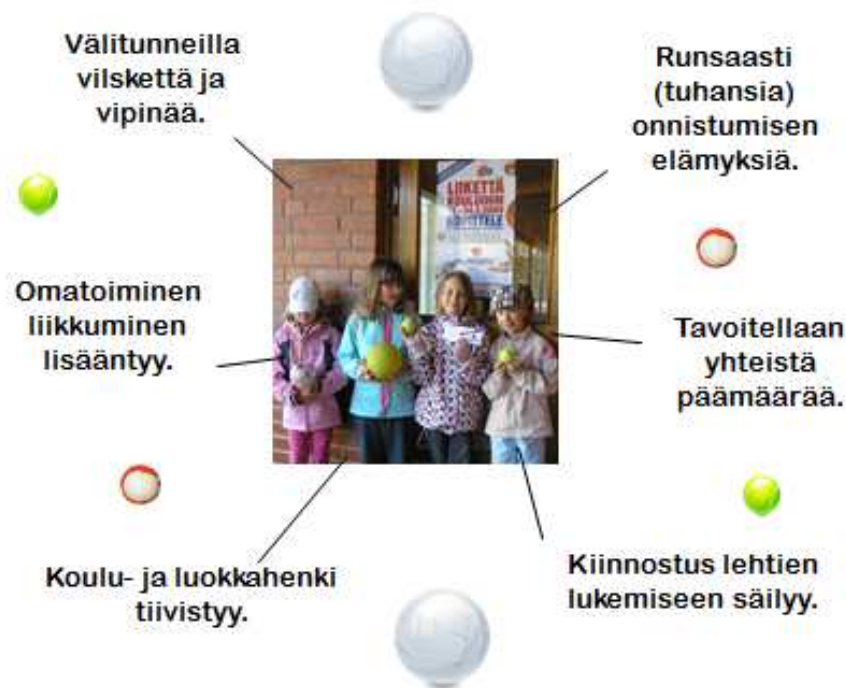 Välitunneilla
vilskettä ja
vipinää.
Runsaasti
(tuhansia)
onnistumisen
elämyksiä.
LIIKETTÄ
KOULUIHIN
Omatoiminen
liikkuminen
lisääntyy.
Tavoitellaan
yhteistä
päämäärää.
Koulu- ja luokkahenki
tiivistyy.
Kiinnostus lehtien
lukemiseen säilyy.